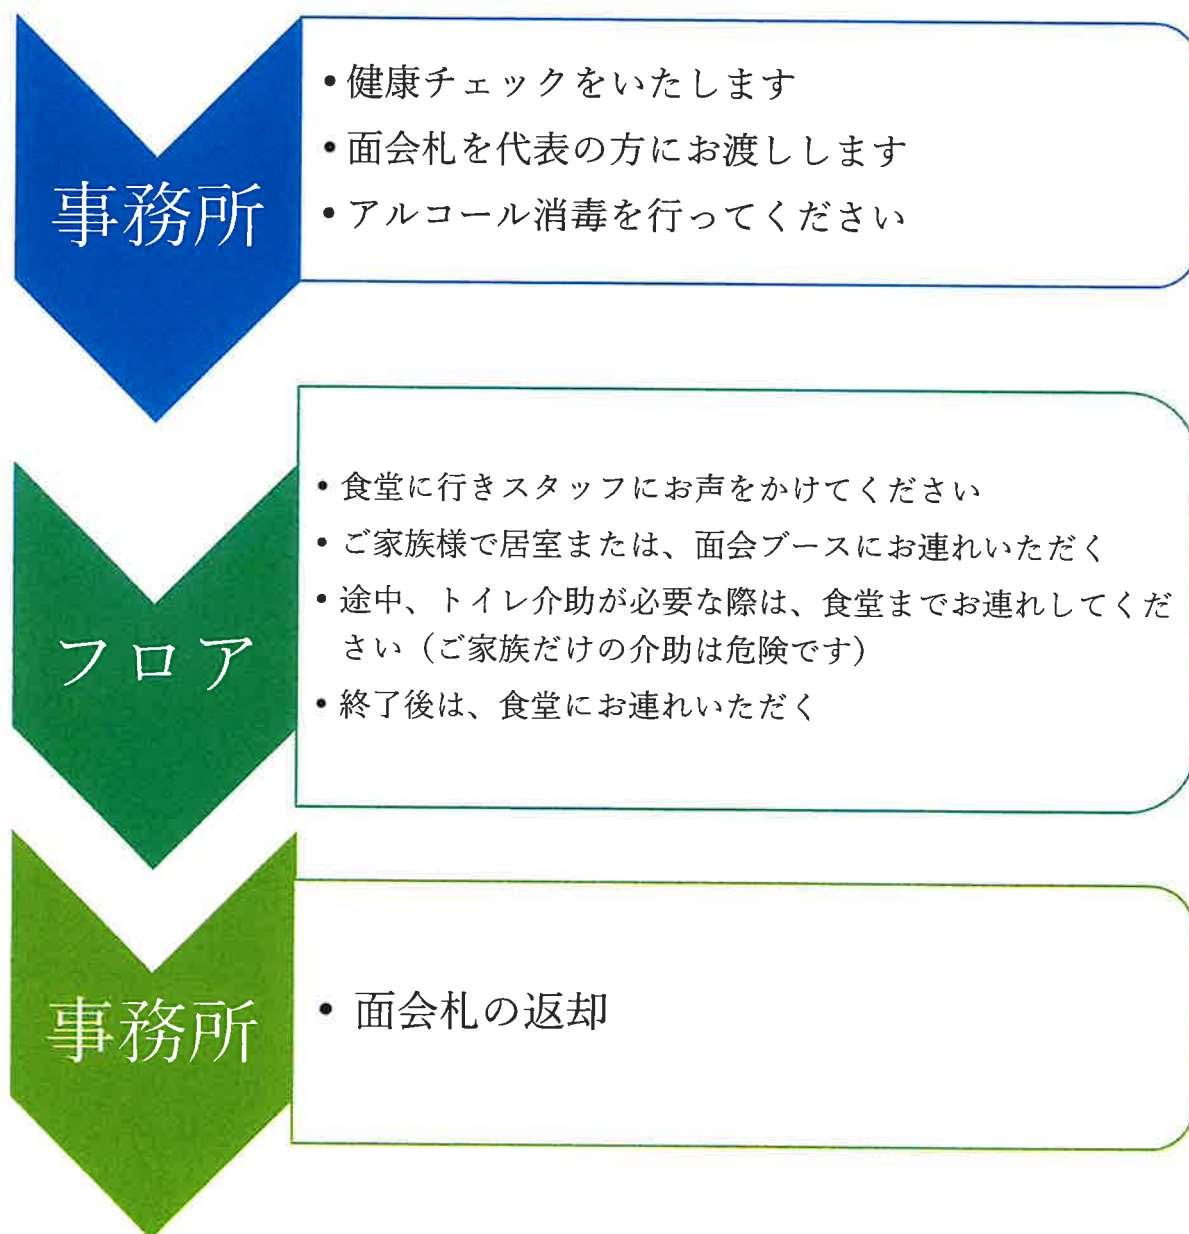 事務所
• 健康チェックをいたします
• 面会札を代表の方にお渡しします
• アルコール消毒を行ってください
フロア
• 食堂に行きスタッフにお声をかけてください
• ご家族様で居室または、面会ブースにお連れいただく
• 途中、トイレ介助が必要な際は、食堂までお連れしてくだ
さい（ご家族だけの介助は危険です）
• 終了後は、食堂にお連れいただく
事務所
• 面会札の返却